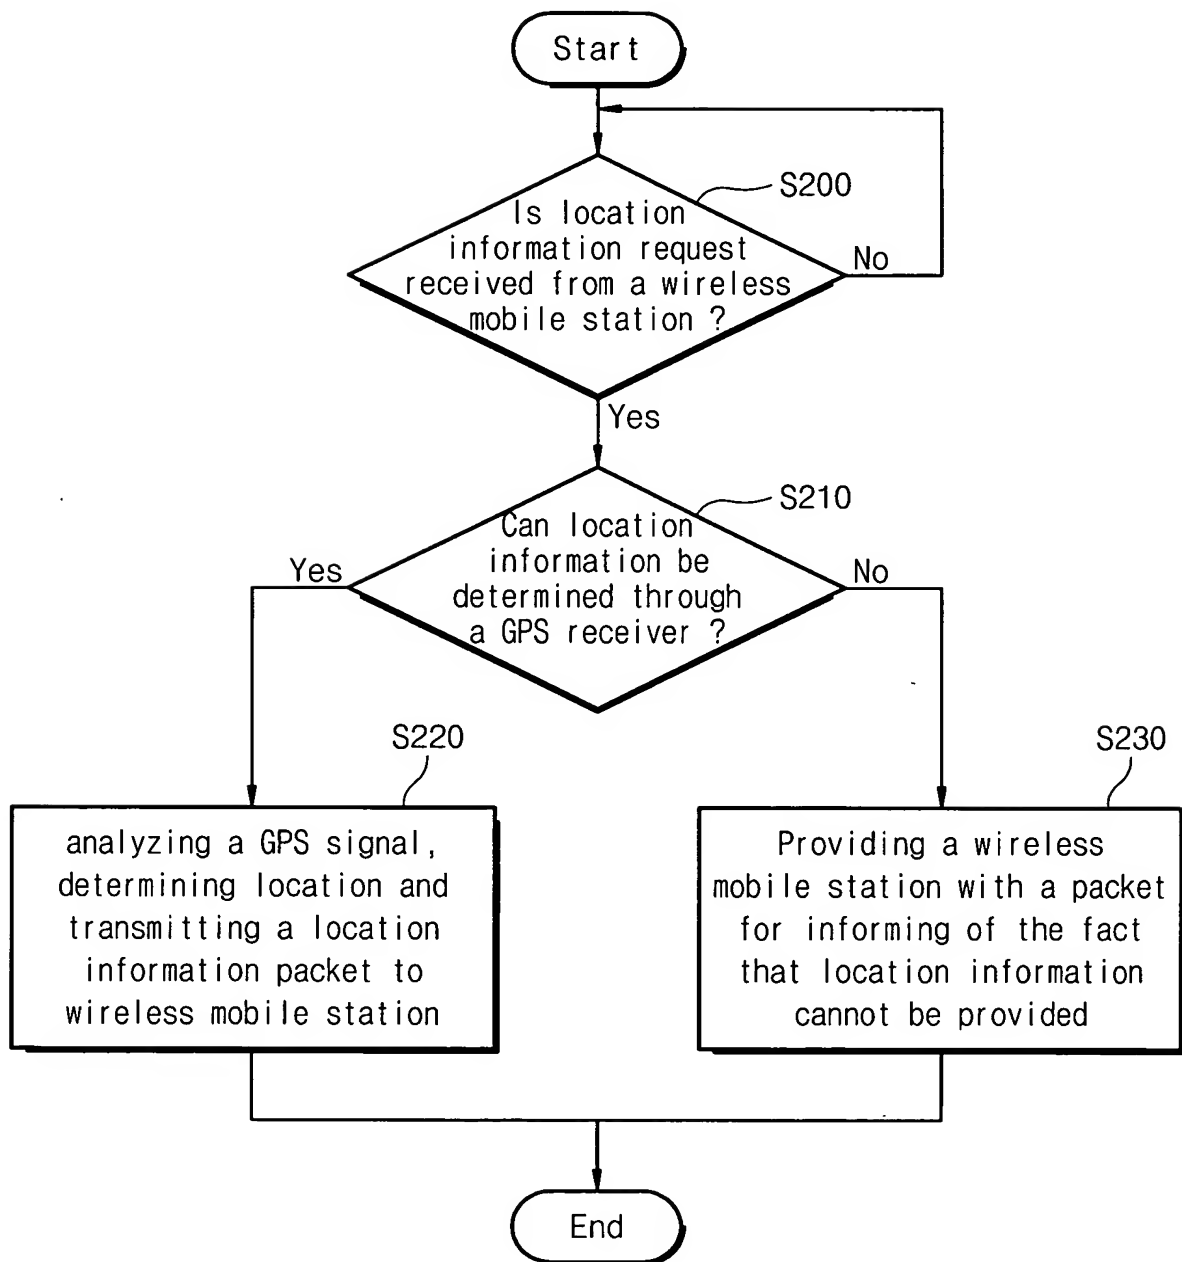 Start
S200
Is location
information request
received from a wireless
mobile station ?
No
Yes
S210
Can location
information be
determined through
a GPS receiver ?
Yes
No
S220
analyzing a GPS signal,
determining location and
transmitting a location
information packet to
wireless mobile station
S230
Providing a wireless
mobile station with a packet
for informing of the fact
that location information
cannot be provided
End